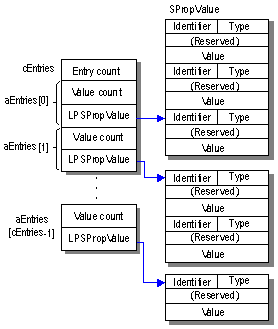 SPropValue
Identifier Type
(Reserved)
Value
Identifier Type
(Reserved)
Value
Identifier Type
(Reserved)
Value
cEntries
Entry count
aEntries[0]
Value count
LPSPropValue
aEntries [1]
Value count
LPSPropValue
Identifier Type
(Reserved)
Value
Identifier Type
(Reserved)
Value
aEntries
[cEntries-1]
Value count
LPSPropValue
Identifier Type
(Reserved)
Value